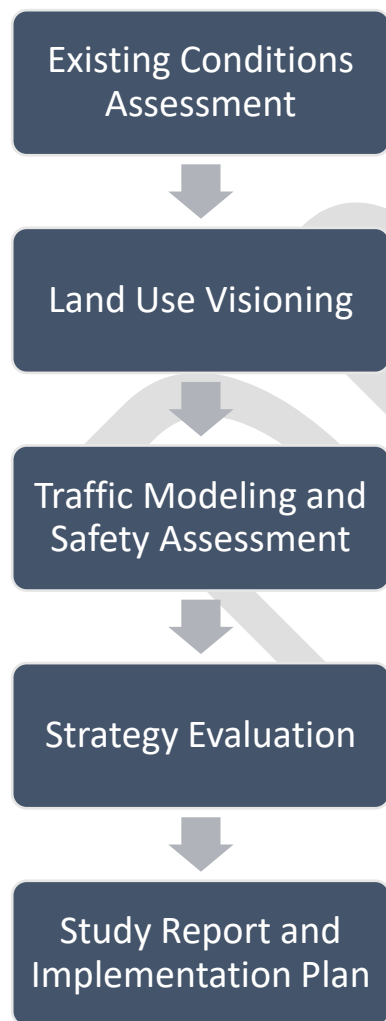 Existing Conditions
Assessment
Land Use Visioning
Traffic Modeling and
Safety Assessment
Strategy Evaluation
Study Report and
Implementation Plan